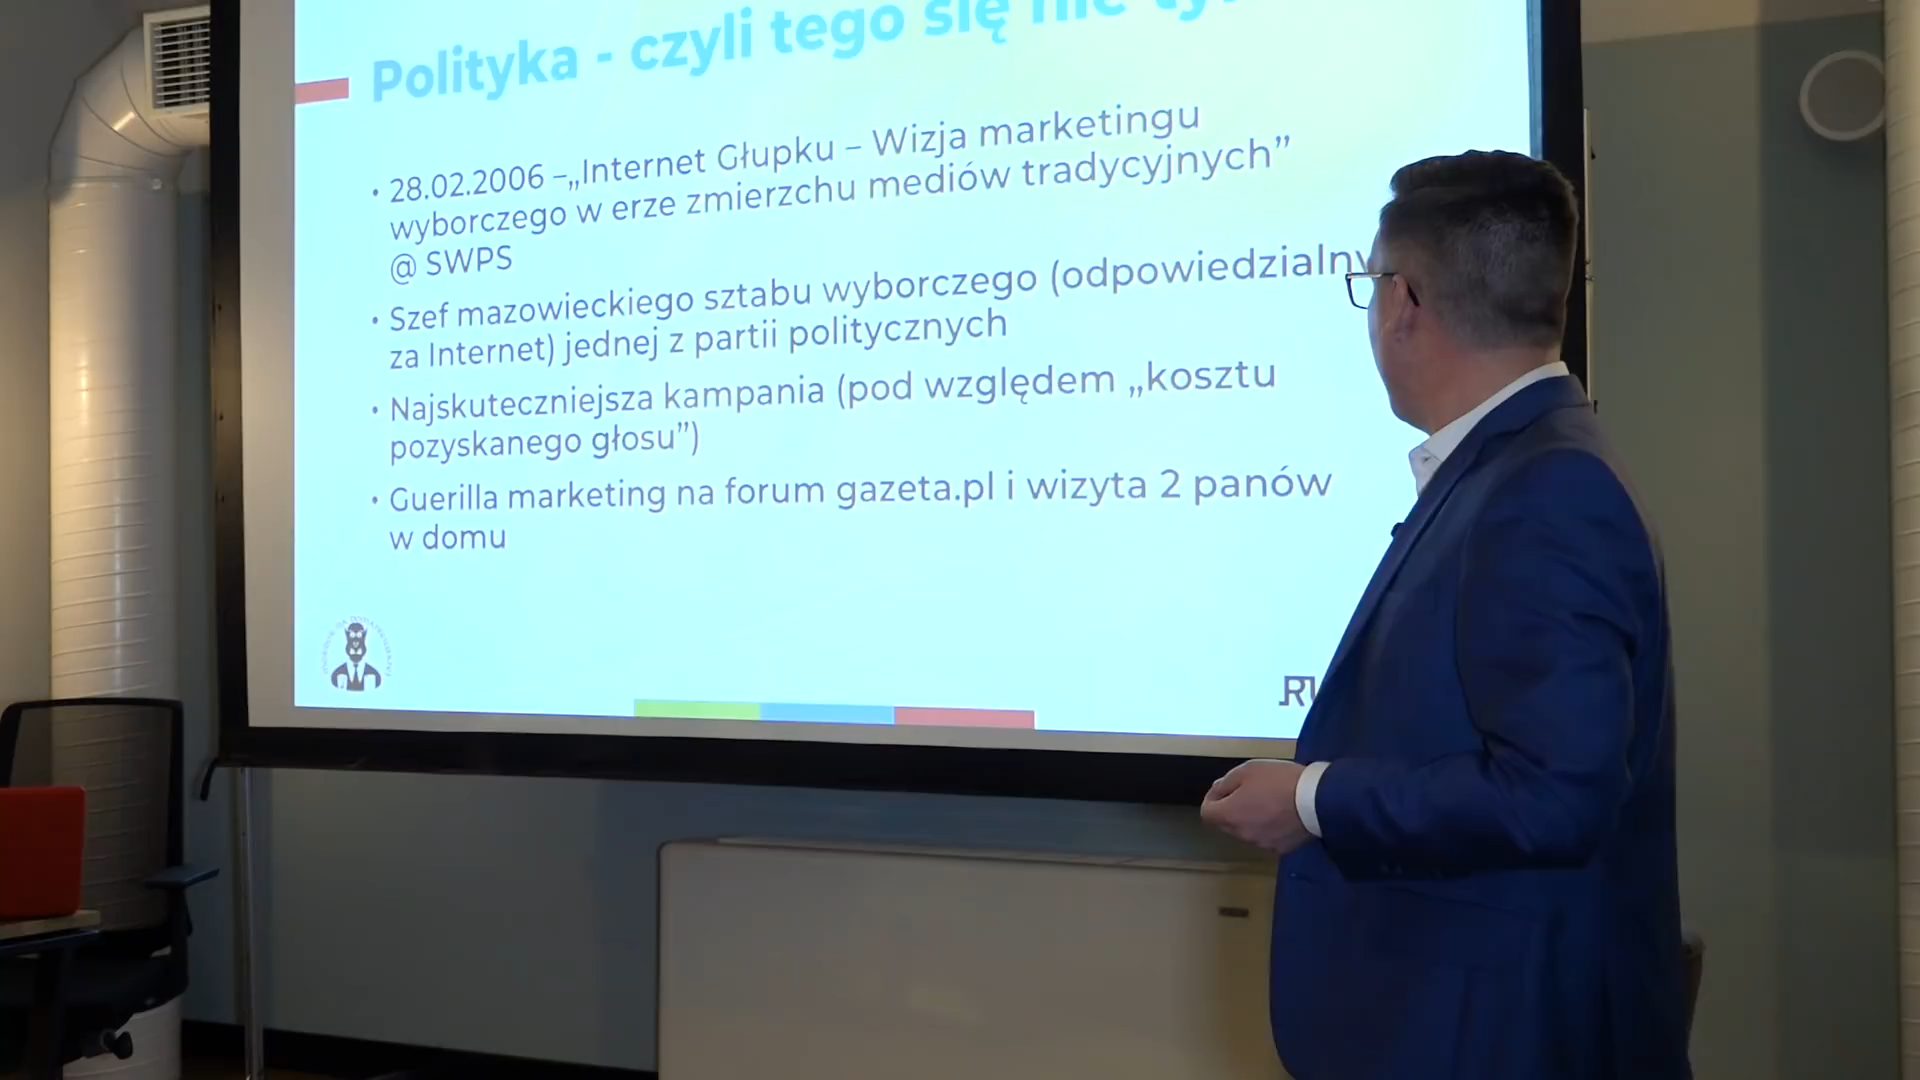 Polityka - czyli tego się nie
• 28.02.2006 –„Internet Głupku – Wizja marketingu
wyborczego w erze zmierzchu mediów tradycyjnych”
@ SWPS
• Szef mazowieckiego sztabu wyborczego (odpowiedzialny
za Internet) jednej z partii politycznych
• Najskuteczniejsza kampania (pod względem „kosztu
pozyskanego głosu”)
• Guerilla marketing na forum gazeta.pl i wizyta 2 panów
w domu